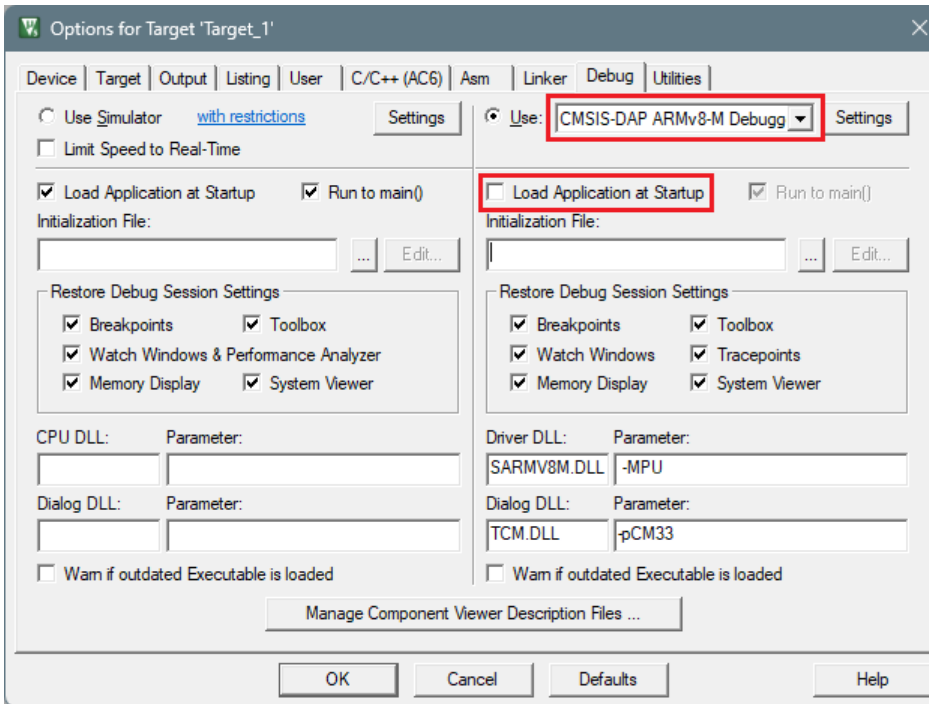 Options for Target 'Target_1'
Device Target Output Listing User C/C++ (AC6) Asm Linker Debug Utilities
Use Simulator with restrictions Settings Use: CMSIS-DAP ARMv8-M Debugg Settings
Limit Speed to Real-Time
Load Application at Startup Run to main() Load Application at Startup Run to main()
Initialization File: Initialization File:
... Edit... ... Edit...
Restore Debug Session Settings Restore Debug Session Settings
Breakpoints Toolbox Breakpoints Toolbox
Watch Windows & Performance Analyzer Watch Windows Tracepoints
Memory Display System Viewer Memory Display System Viewer
CPU DLL: Parameter: Driver DLL: Parameter:
SARMV8M.DLL -MPU
Dialog DLL: Parameter: Dialog DLL: Parameter:
TCM.DLL -pCM33
Warn if outdated Executable is loaded Warn if outdated Executable is loaded
Manage Component Viewer Description Files ...
OK Cancel Defaults Help